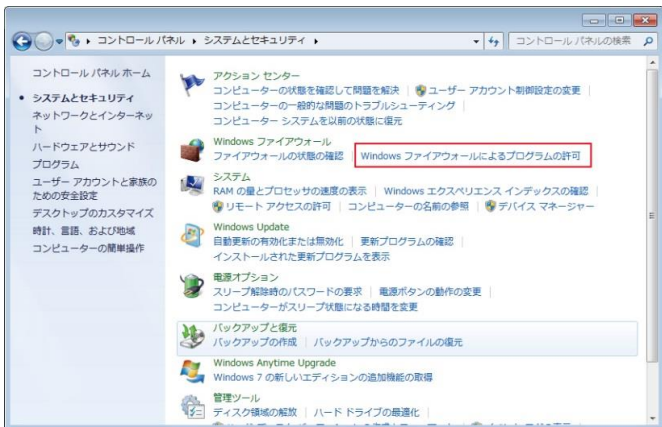 コントロール パネル ▸ システムとセキュリティ ▸
コントロール パネルの検索
コントロール パネル ホーム
システムとセキュリティ
ネットワークとインターネッ
ト
ハードウェアとサウンド
プログラム
ユーザー アカウントと家族の
ための安全設定
デスクトップのカスタマイズ
時計、言語、および地域
コンピューターの簡単操作
アクション センター
コンピューターの状態を確認して問題を解決 | ユーザー アカウント制御設定の変更 |
コンピューターの一般的な問題のトラブルシューティング |
コンピューター システムを以前の状態に復元
Windows ファイアウォール
ファイアウォールの状態の確認 | Windows ファイアウォールによるプログラムの許可
システム
RAM の量とプロセッサの速度の表示 | Windows エクスペリエンス インデックスの確認 |
リモート アクセスの許可 | コンピューターの名前の参照 | デバイス マネージャー
Windows Update
自動更新の有効化または無効化 | 更新プログラムの確認 |
インストールされた更新プログラムを表示
電源オプション
スリープ解除時のパスワードの要求 | 電源ボタンの動作の変更 |
コンピューターがスリープ状態になる時間を変更
バックアップと復元
バックアップの作成 | バックアップからのファイルの復元
Windows Anytime Upgrade
Windows 7 の新しいエディションの追加機能の取得
管理ツール
ディスク領域の解放 | ハード ドライブの最適化 |